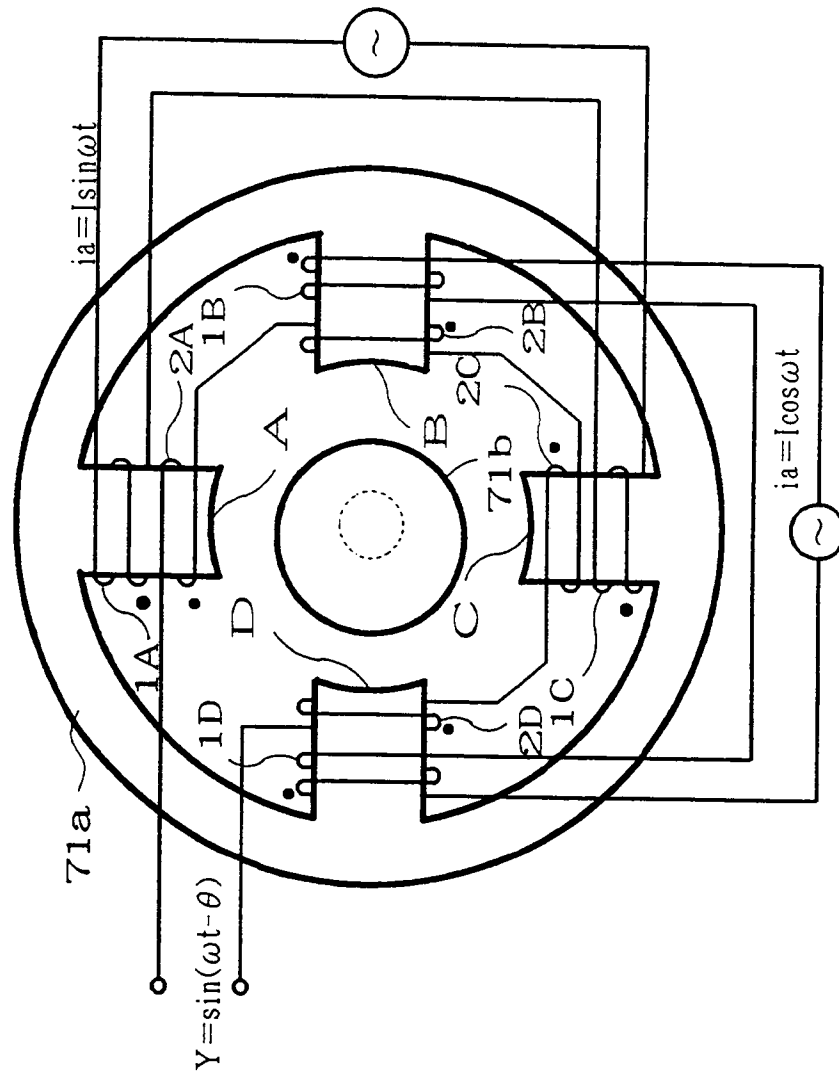 ia=Isinωt
2A
1B
A
1A
B
2B
2C
71b
D
C
1D
2D
1C
71a
ia=Icosωt
Y=sin(ωt-θ)
~
~